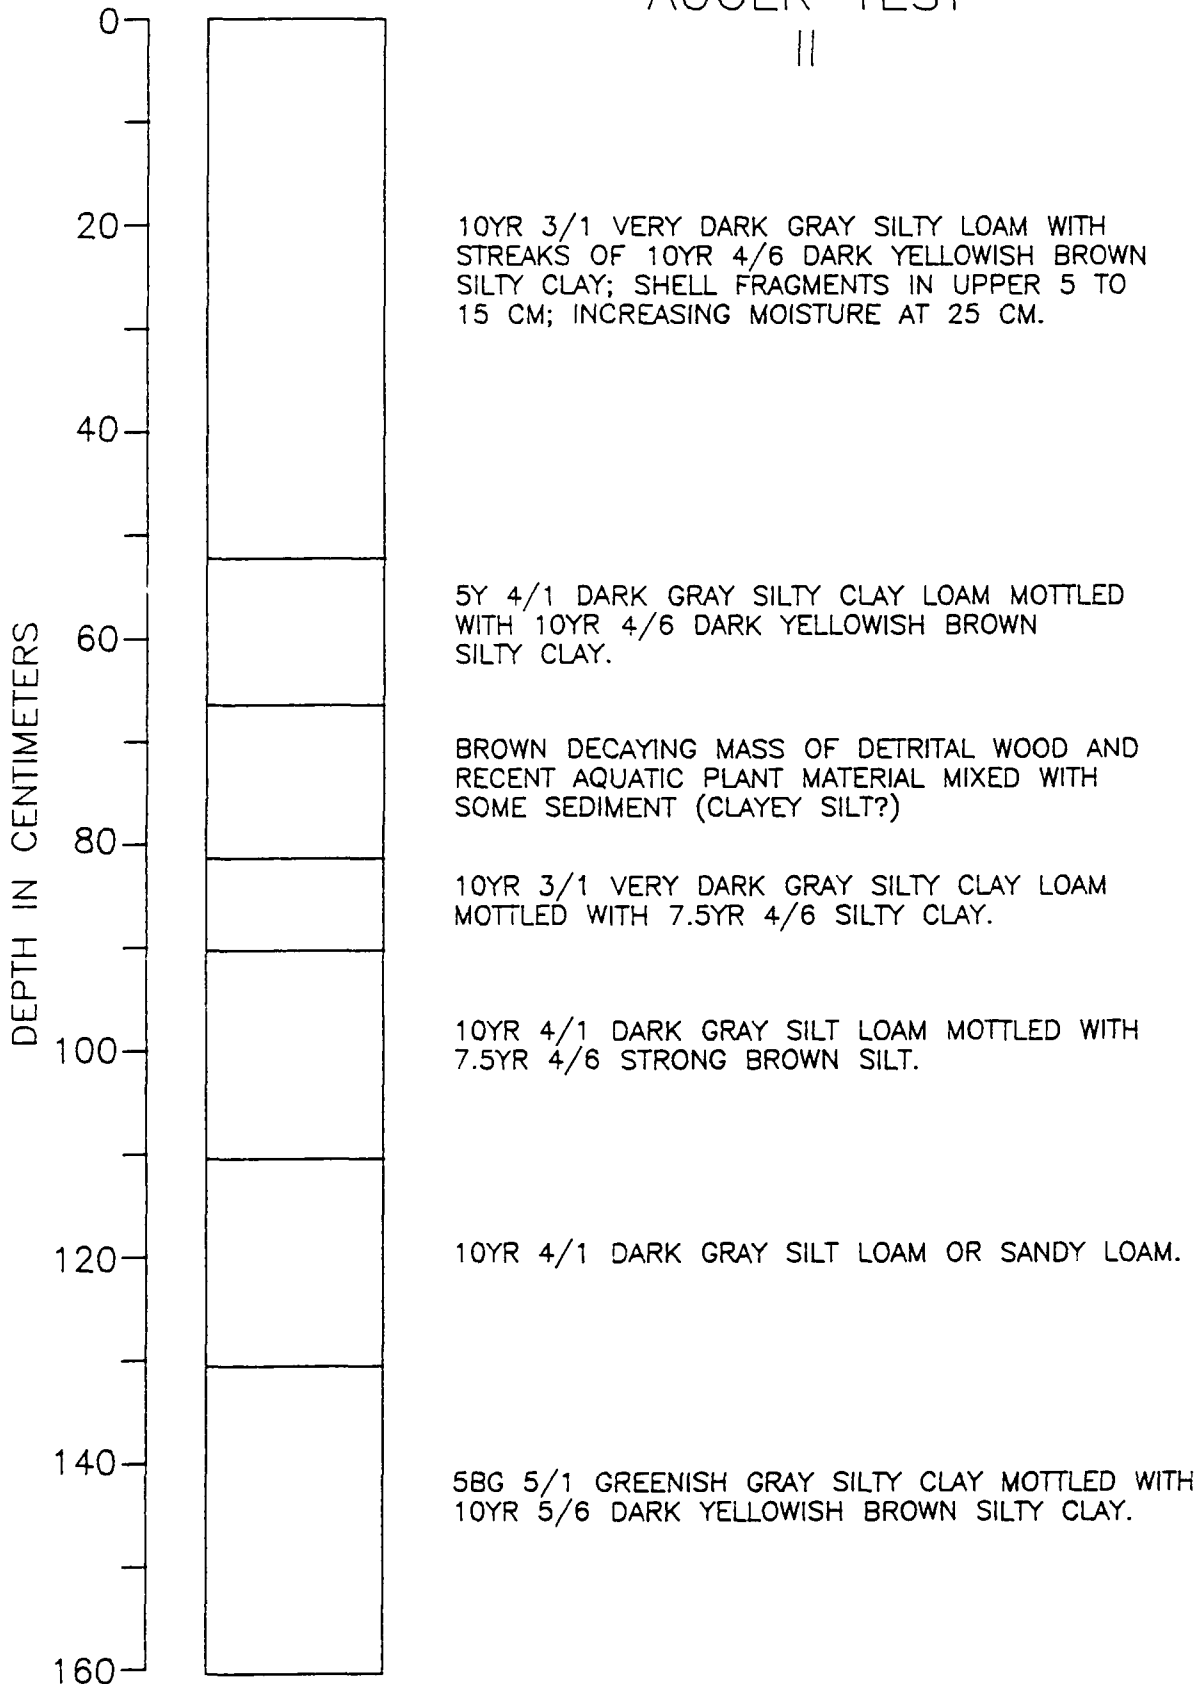 AUGER TEST
11
0
20
40
60
80
100
120
140
160
DEPTH IN CENTIMETERS
10YR 3/1 VERY DARK GRAY SILTY LOAM WITH
STREAKS OF 10YR 4/6 DARK YELLOWISH BROWN
SILTY CLAY; SHELL FRAGMENTS IN UPPER 5 TO
15 CM; INCREASING MOISTURE AT 25 CM.
5Y 4/1 DARK GRAY SILTY CLAY LOAM MOTTLED
WITH 10YR 4/6 DARK YELLOWISH BROWN
SILTY CLAY.
BROWN DECAYING MASS OF DETRITAL WOOD AND
RECENT AQUATIC PLANT MATERIAL MIXED WITH
SOME SEDIMENT (CLAYEY SILT?)
10YR 3/1 VERY DARK GRAY SILTY CLAY LOAM
MOTTLED WITH 7.5YR 4/6 SILTY CLAY.
10YR 4/1 DARK GRAY SILT LOAM MOTTLED WITH
7.5YR 4/6 STRONG BROWN SILT.
10YR 4/1 DARK GRAY SILT LOAM OR SANDY LOAM.
5BG 5/1 GREENISH GRAY SILTY CLAY MOTTLED WITH
10YR 5/6 DARK YELLOWISH BROWN SILTY CLAY.